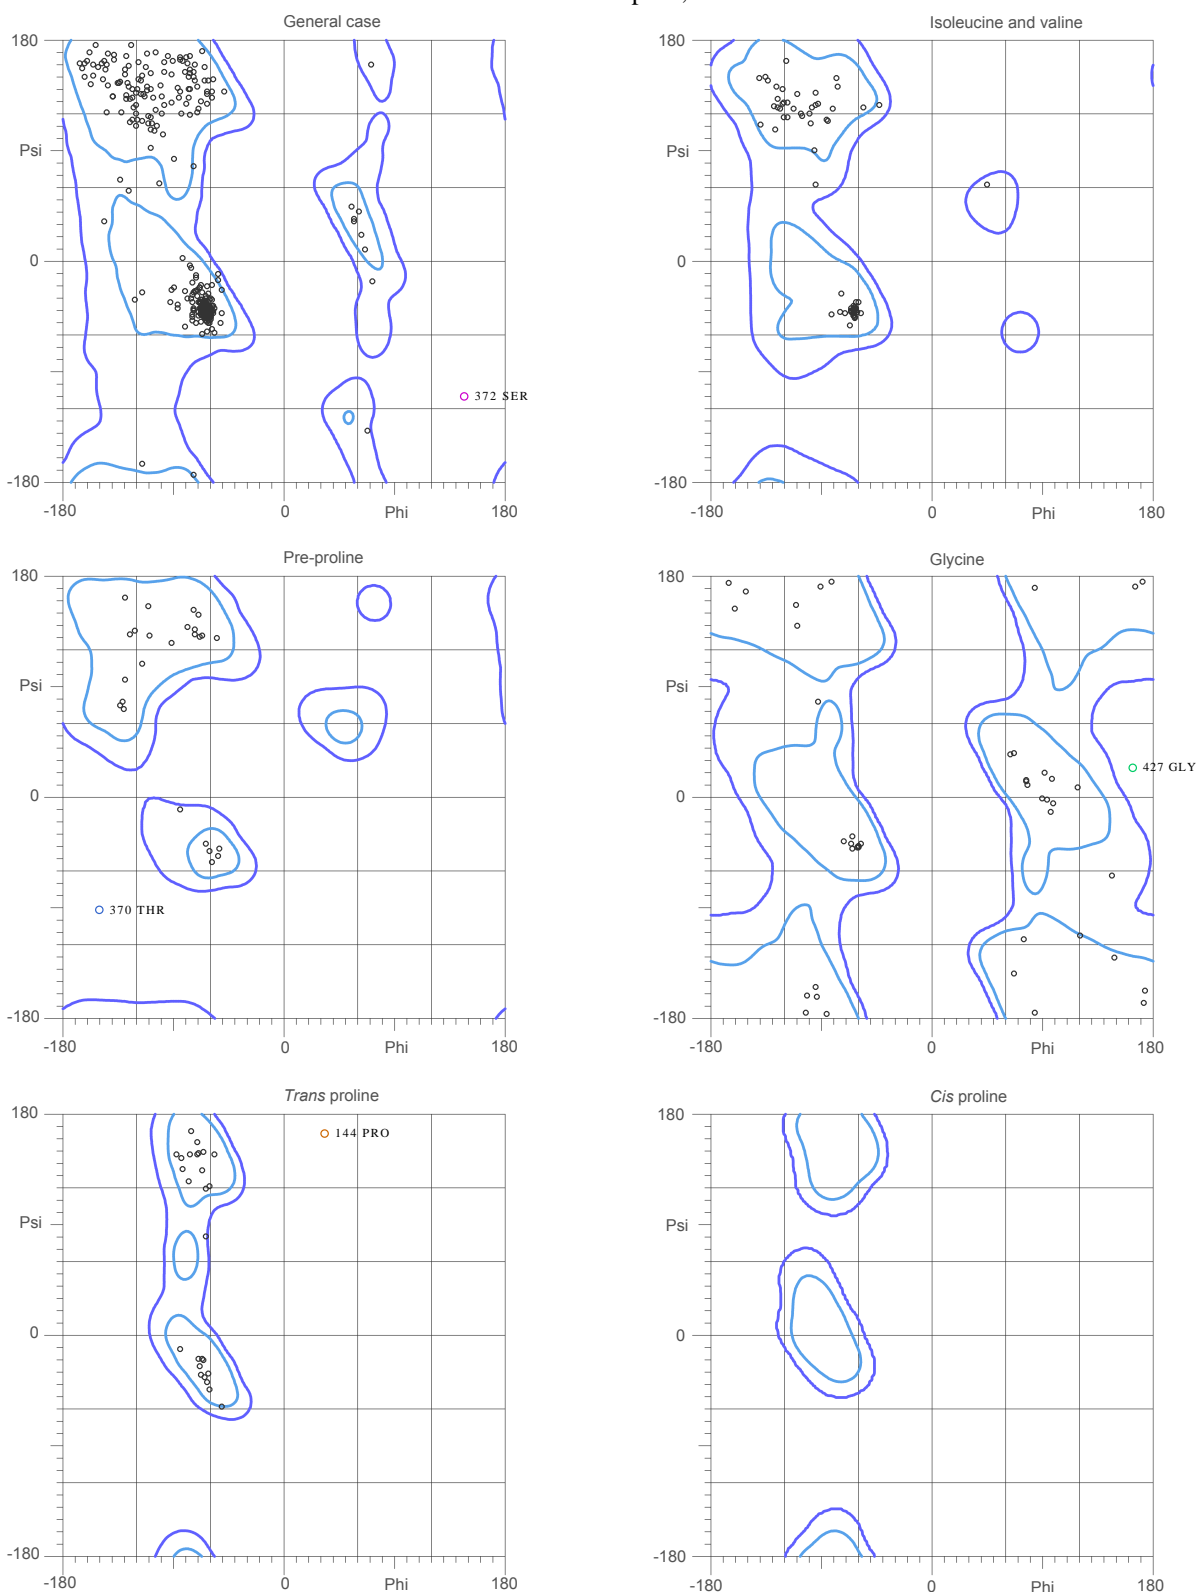 General case
Isoleucine and valine
180
180
Psi
Psi
0
0
372 SER
-180
-180
-180
0
Phi
180
-180
0
Phi
180
Pre-proline
Glycine
180
180
Psi
Psi
427 GLY
0
0
370 THR
-180
-180
-180
0
Phi
180
-180
0
Phi
180
Trans proline
Cis proline
180
180
144 PRO
Psi
Psi
0
0
-180
-180
-180
0
Phi
180
-180
0
Phi
180